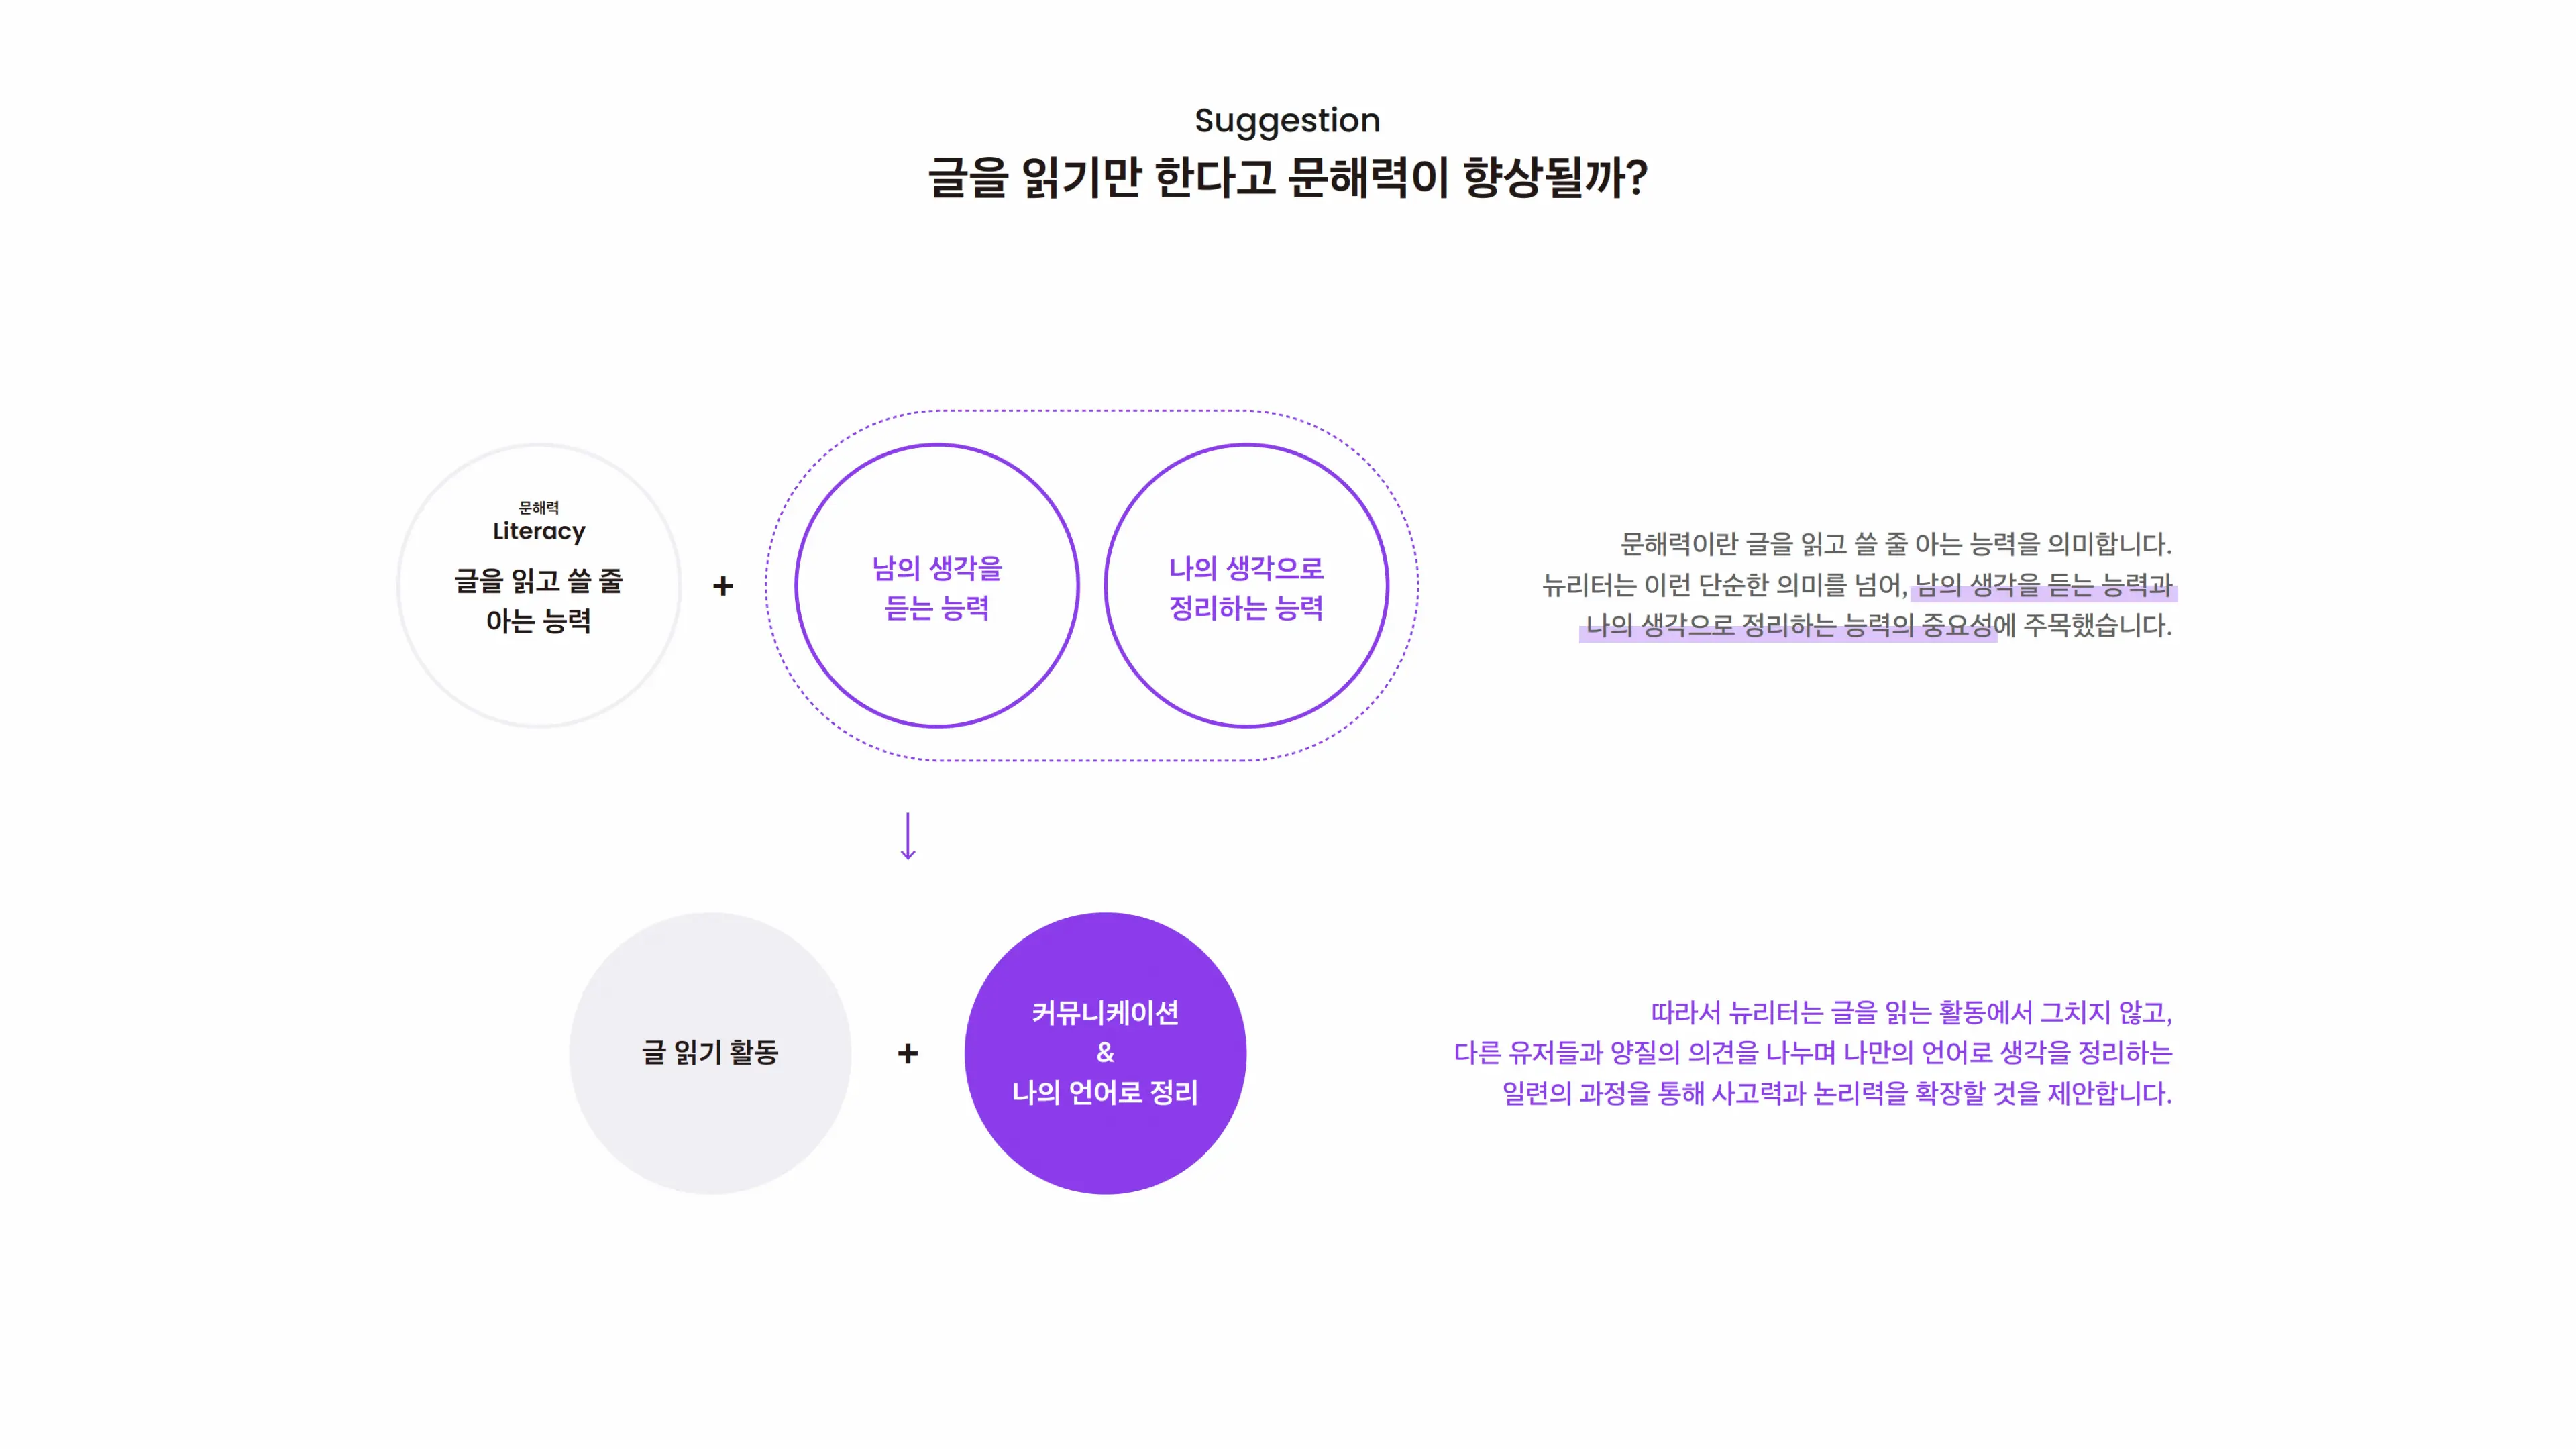 Suggestion
글을 읽기만 한다고 문해력이 향상될까?
문해력
Literacy
글을 읽고 쓸 줄
아는 능력
+
남의 생각을
듣는 능력
나의 생각으로
정리하는 능력
문해력이란 글을 읽고 쓸 줄 아는 능력을 의미합니다.
뉴리터는 이런 단순한 의미를 넘어, 남의 생각을 듣는 능력과
나의 생각으로 정리하는 능력의 중요성에 주목했습니다.
글 읽기 활동
+
커뮤니케이션
&
나의 언어로 정리
따라서 뉴리터는 글을 읽는 활동에서 그치지 않고,
다른 유저들과 양질의 의견을 나누며 나만의 언어로 생각을 정리하는
일련의 과정을 통해 사고력과 논리력을 확장할 것을 제안합니다.